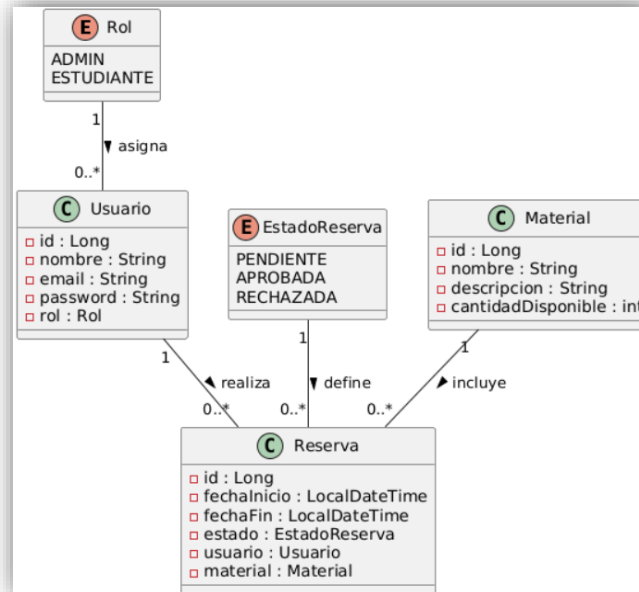 E Rol
ADMIN
ESTUDIANTE
1
asigna
0..*
C Usuario
id : Long
nombre : String
email : String
password : String
rol : Rol
E EstadoReserva
PENDIENTE
APROBADA
RECHAZADA
C Material
id : Long
nombre : String
descripcion : String
cantidadDisponible : int
1
realiza
0..*
1
define
0..*
1
incluye
0..*
C Reserva
id : Long
fechaInicio : LocalDateTime
fechaFin : LocalDateTime
estado : EstadoReserva
usuario : Usuario
material : Material